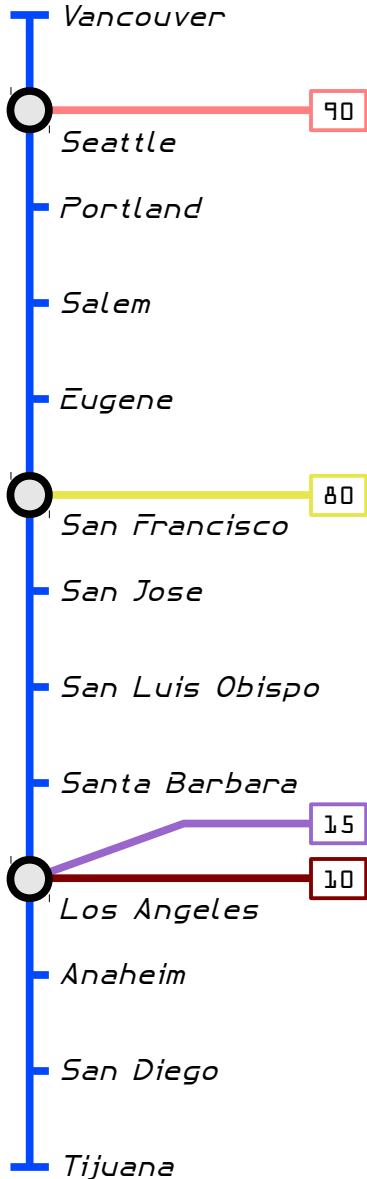 Vancouver
90
Seattle
Portland
Salem
Eugene
80
San Francisco
San Jose
San Luis Obispo
Santa Barbara
15
10
Los Angeles
Anaheim
San Diego
Tijuana